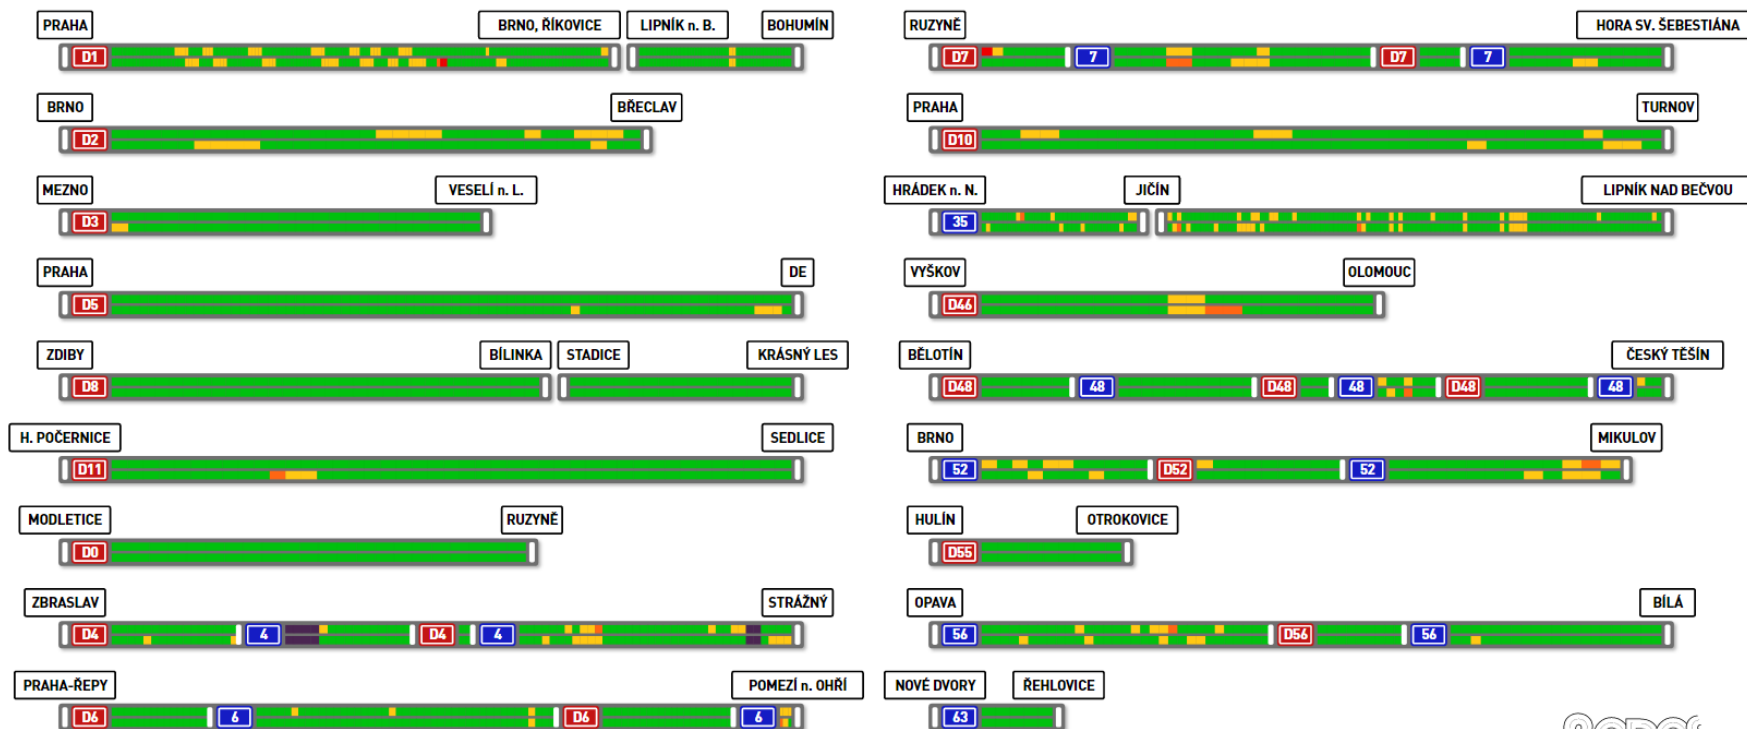 PRAHA
BRNO, ŘÍKOVICE
LIPNÍK n. B.
BOHUMÍN
D1
BRNO
BŘECLAV
D2
MEZNO
VESELÍ n. L.
D3
PRAHA
DE
D5
ZDIBY
BÍLINKA
STADICE
KRÁSNÝ LES
D8
H. POČERNICE
SEDLICE
D11
MODLETICE
RUZYNĚ
D0
ZBRASLAV
STRÁŽNÝ
D4
4
D4
4
PRAHA-ŘEPY
POMEZÍ n. OHŘÍ
D6
6
D6
6
RUZYNĚ
HORA SV. ŠEBESTIÁNA
D7
7
D7
7
PRAHA
TURNOV
D10
HRÁDEK n. N.
JIČÍN
LIPNÍK NAD BEČVOU
35
VYŠKOV
OLOMOUC
D46
BĚLOTÍN
ČESKÝ TĚŠÍN
D48
48
D48
48
D48
48
BRNO
MIKULOV
52
D52
52
HULÍN
OTROKOVICE
D55
OPAVA
BÍLÁ
56
D56
56
NOVÉ DVORY
ŘEHLOVICE
63